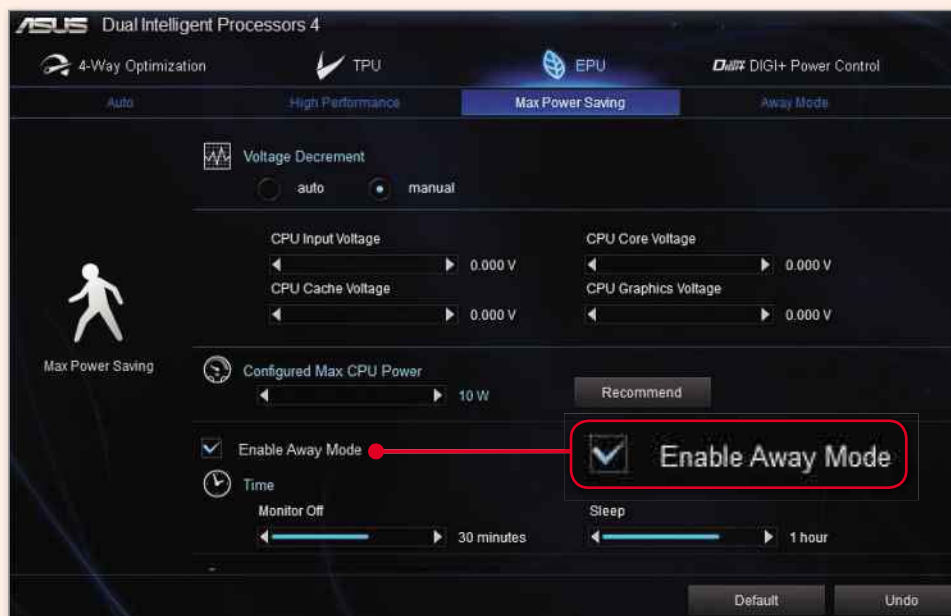 ASUS Dual Intelligent Processors 4
4-Way Optimization TPU EPU DIGI+ Power Control
Auto High Performance Max Power Saving Away Mode
Voltage Decrement
auto manual
CPU Input Voltage CPU Core Voltage
0.000 V 0.000 V
CPU Cache Voltage CPU Graphics Voltage
0.000 V 0.000 V
Max Power Saving
Configured Max CPU Power
10 W Recommend
Enable Away Mode Enable Away Mode
Time
Monitor Off Sleep
30 minutes 1 hour
Default Undo